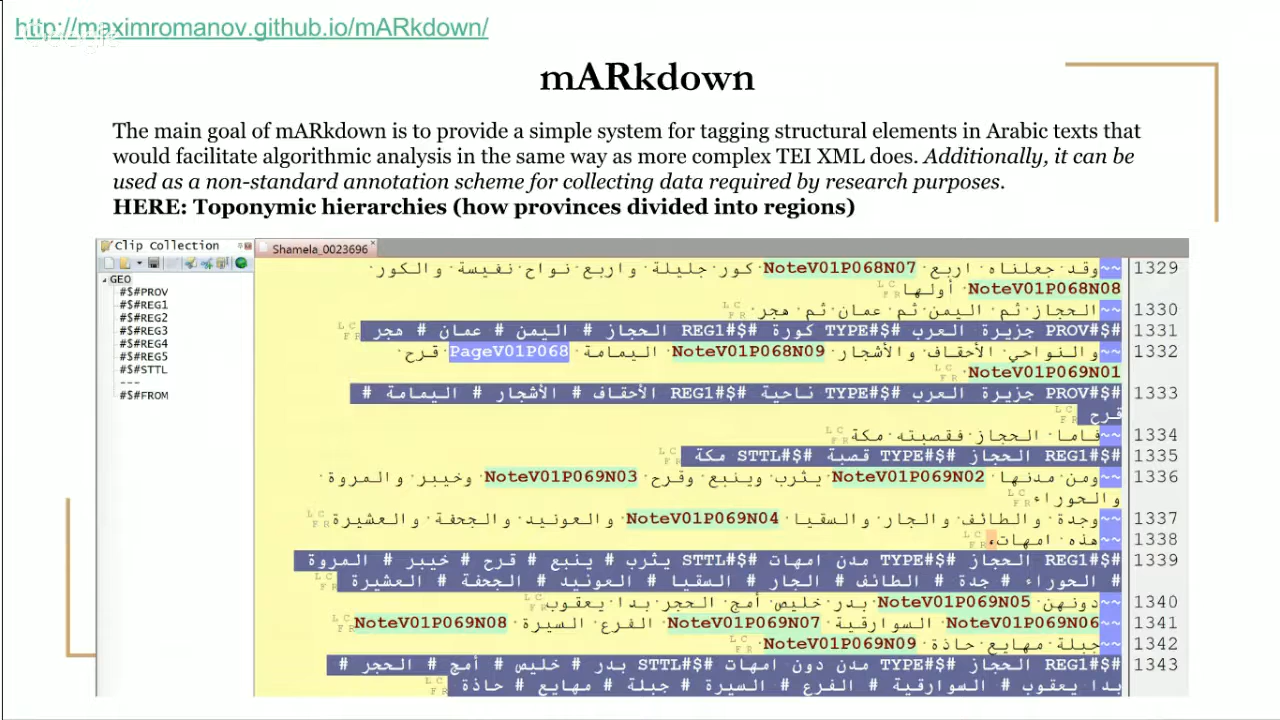 http://maximromanov.github.io/mARkdown/
mARkdown
The main goal of mARkdown is to provide a simple system for tagging structural elements in Arabic texts that
would facilitate algorithmic analysis in the same way as more complex TEI XML does. Additionally, it can be
used as a non-standard annotation scheme for collecting data required by research purposes.
HERE: Toponymic hierarchies (how provinces divided into regions)
Clip Collection
GEO
#$#PROV
#$#REG1
#$#REG2
#$#REG3
#$#REG4
#$#REG5
#$#STTL
---
#$#FROM
Shamela_0023696
1329 ~~وقد جعلناه اربع NoteV01P068N07 كور جليلة واربع نواح نفيسة والكور
NoteV01P068N08 أولها
1330 ~~الحجاز ثم اليمن ثم عمان ثم هجر
1331 #$#PROV جزيرة العرب #$#TYPE كورة #$#REG1 الحجاز # اليمن # عمان # هجر
1332 ~~والنواحي الأحقاف والأشجار NoteV01P068N09 اليمامة PageV01P068 قرح
NoteV01P069N01
1333 #$#PROV جزيرة العرب #$#TYPE ناحية #$#REG1 الأحقاف # الأشجار # اليمامة #
قرح
1334 ~~فاما الحجاز فقصبته مكة
1335 #$#REG1 الحجاز #$#TYPE قصبة #$#STTL مكة
1336 ~~ومن مدنها NoteV01P069N02 يثرب وينبع وقرح NoteV01P069N03 وخيبر والمروة
والحوراء
1337 ~~وجدة والطائف والجار والسقيا NoteV01P069N04 والعونيد والجحفة والعشيرة
1338 ~~هذه امهات،
1339 #$#REG1 الحجاز #$#TYPE مدن امهات #$#STTL يثرب # ينبع # قرح # خيبر # المروة
# الحوراء # جدة # الطائف # الجار # السقيا # العونيد # الجحفة # العشيرة
1340 ~~دونهن NoteV01P069N05 بدر خليص أمج الحجر بدا يعقوب
1341 ~~NoteV01P069N06 السوارقية NoteV01P069N07 الفرع السيرة NoteV01P069N08
1342 ~~جبلة مهايع حاذة NoteV01P069N09
1343 #$#REG1 الحجاز #$#TYPE مدن دون امهات #$#STTL بدر # خليص # أمج # الحجر #
بدا يعقوب # السوارقية # الفرع # السيرة # جبلة # مهايع # حاذة